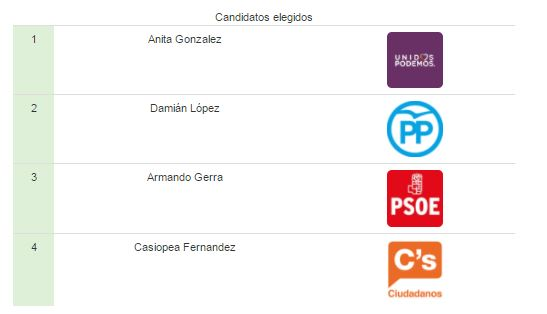 Candidatos elegidos
1 Anita Gonzalez
UNIDOS
PODEMOS.
2 Damián López
PP
3 Armando Gerra
PSOE
4 Casiopea Fernandez
C's
Ciudadanos